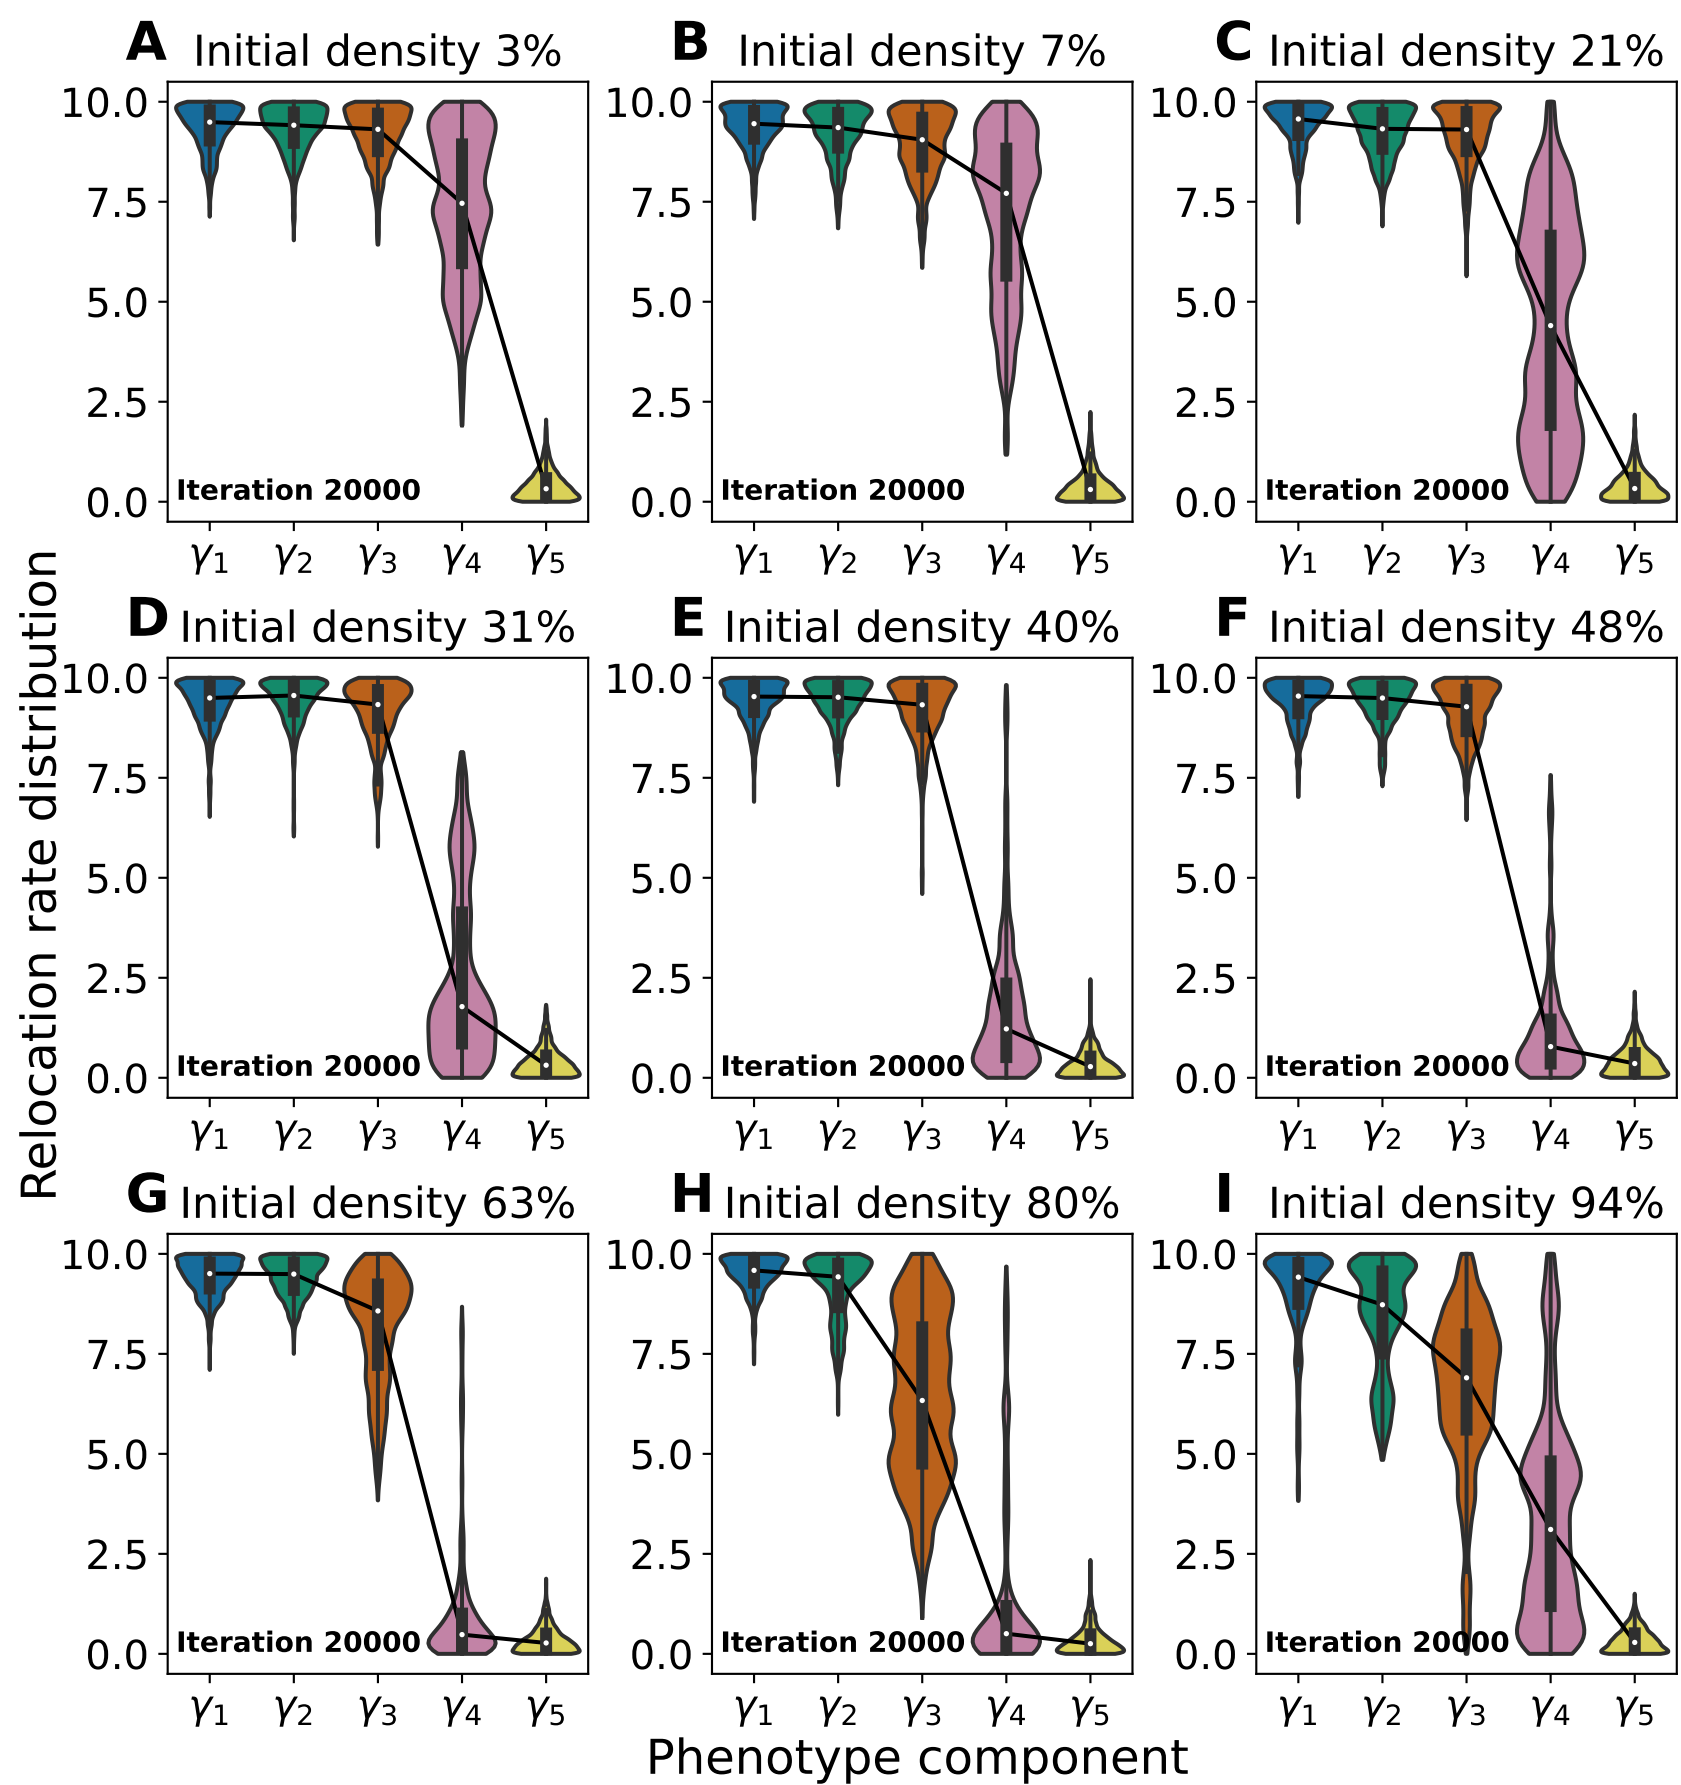 A Initial density 3%
10.0
7.5
5.0
2.5
0.0
Iteration 20000
γ1 γ2 γ3 γ4 γ5
B Initial density 7%
10.0
7.5
5.0
2.5
0.0
Iteration 20000
γ1 γ2 γ3 γ4 γ5
C Initial density 21%
10.0
7.5
5.0
2.5
0.0
Iteration 20000
γ1 γ2 γ3 γ4 γ5
Relocation rate distribution
D Initial density 31%
10.0
7.5
5.0
2.5
0.0
Iteration 20000
γ1 γ2 γ3 γ4 γ5
E Initial density 40%
10.0
7.5
5.0
2.5
0.0
Iteration 20000
γ1 γ2 γ3 γ4 γ5
F Initial density 48%
10.0
7.5
5.0
2.5
0.0
Iteration 20000
γ1 γ2 γ3 γ4 γ5
G Initial density 63%
10.0
7.5
5.0
2.5
0.0
Iteration 20000
γ1 γ2 γ3 γ4 γ5
H Initial density 80%
10.0
7.5
5.0
2.5
0.0
Iteration 20000
γ1 γ2 γ3 γ4 γ5
I Initial density 94%
10.0
7.5
5.0
2.5
0.0
Iteration 20000
γ1 γ2 γ3 γ4 γ5
Phenotype component